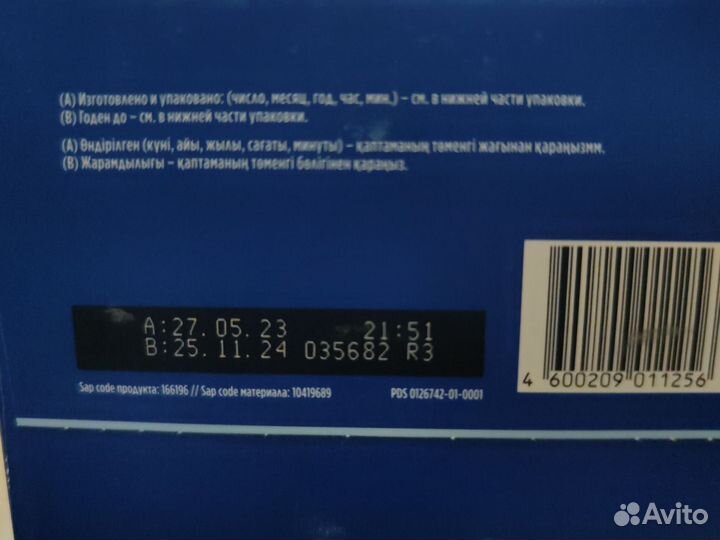 (А) Изготовлено и упаковано: (число, месяц, год, час, мин.) – см. в нижней части упаковки.
(В) Годен до – см. в нижней части упаковки.
(А) Өндірілген (күні, айы, жылы, сағаты, минуты) – қаптаманың төменгі жағынан қараңызмм.
(В) Жарамдылығы – қаптаманың төменгі бөлігінен қараңыз.
A:27.05.23 21:51
B:25.11.24 035682 R3
Sap code продукта: 166196 // Sap code материала: 10419689 PDS 0126742-01-0001
4 600209 011256
Avito